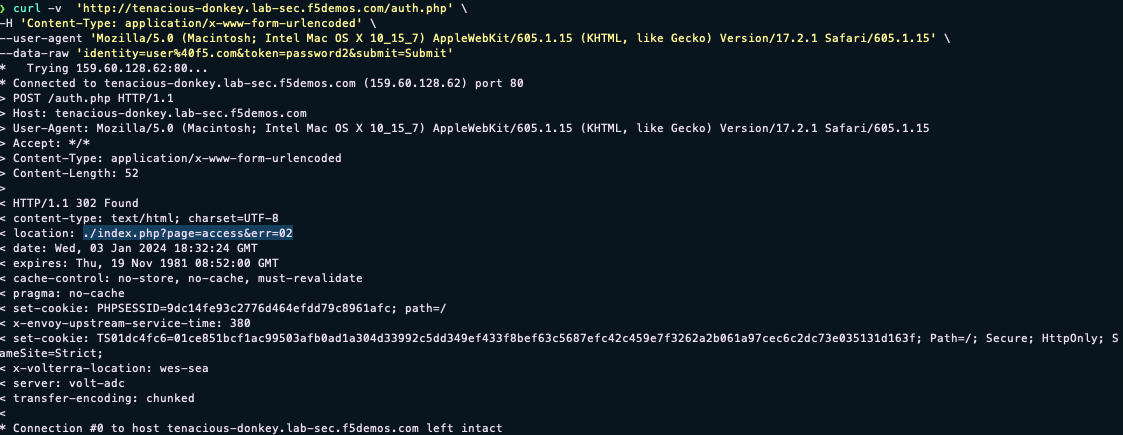 ❯ curl -v 'http://tenacious-donkey.lab-sec.f5demos.com/auth.php' \
-H 'Content-Type: application/x-www-form-urlencoded' \
--user-agent 'Mozilla/5.0 (Macintosh; Intel Mac OS X 10_15_7) AppleWebKit/605.1.15 (KHTML, like Gecko) Version/17.2.1 Safari/605.1.15' \
--data-raw 'identity=user%40f5.com&token=password2&submit=Submit'
* Trying 159.60.128.62:80...
* Connected to tenacious-donkey.lab-sec.f5demos.com (159.60.128.62) port 80
> POST /auth.php HTTP/1.1
> Host: tenacious-donkey.lab-sec.f5demos.com
> User-Agent: Mozilla/5.0 (Macintosh; Intel Mac OS X 10_15_7) AppleWebKit/605.1.15 (KHTML, like Gecko) Version/17.2.1 Safari/605.1.15
> Accept: */*
> Content-Type: application/x-www-form-urlencoded
> Content-Length: 52
>
< HTTP/1.1 302 Found
< content-type: text/html; charset=UTF-8
< location: ./index.php?page=access&err=02
< date: Wed, 03 Jan 2024 18:32:24 GMT
< expires: Thu, 19 Nov 1981 08:52:00 GMT
< cache-control: no-store, no-cache, must-revalidate
< pragma: no-cache
< set-cookie: PHPSESSID=9dc14fe93c2776d464efdd79c8961afc; path=/
< x-envoy-upstream-service-time: 380
< set-cookie: TS01dc4fc6=01ce851bcf1ac99503afb0ad1a304d33992c5dd349ef433f8bef63c5687efc42c459e7f3262a2b061a97cec6c2dc73e035131d163f; Path=/; Secure; HttpOnly; S
ameSite=Strict;
< x-volterra-location: wes-sea
< server: volt-adc
< transfer-encoding: chunked
<
* Connection #0 to host tenacious-donkey.lab-sec.f5demos.com left intact